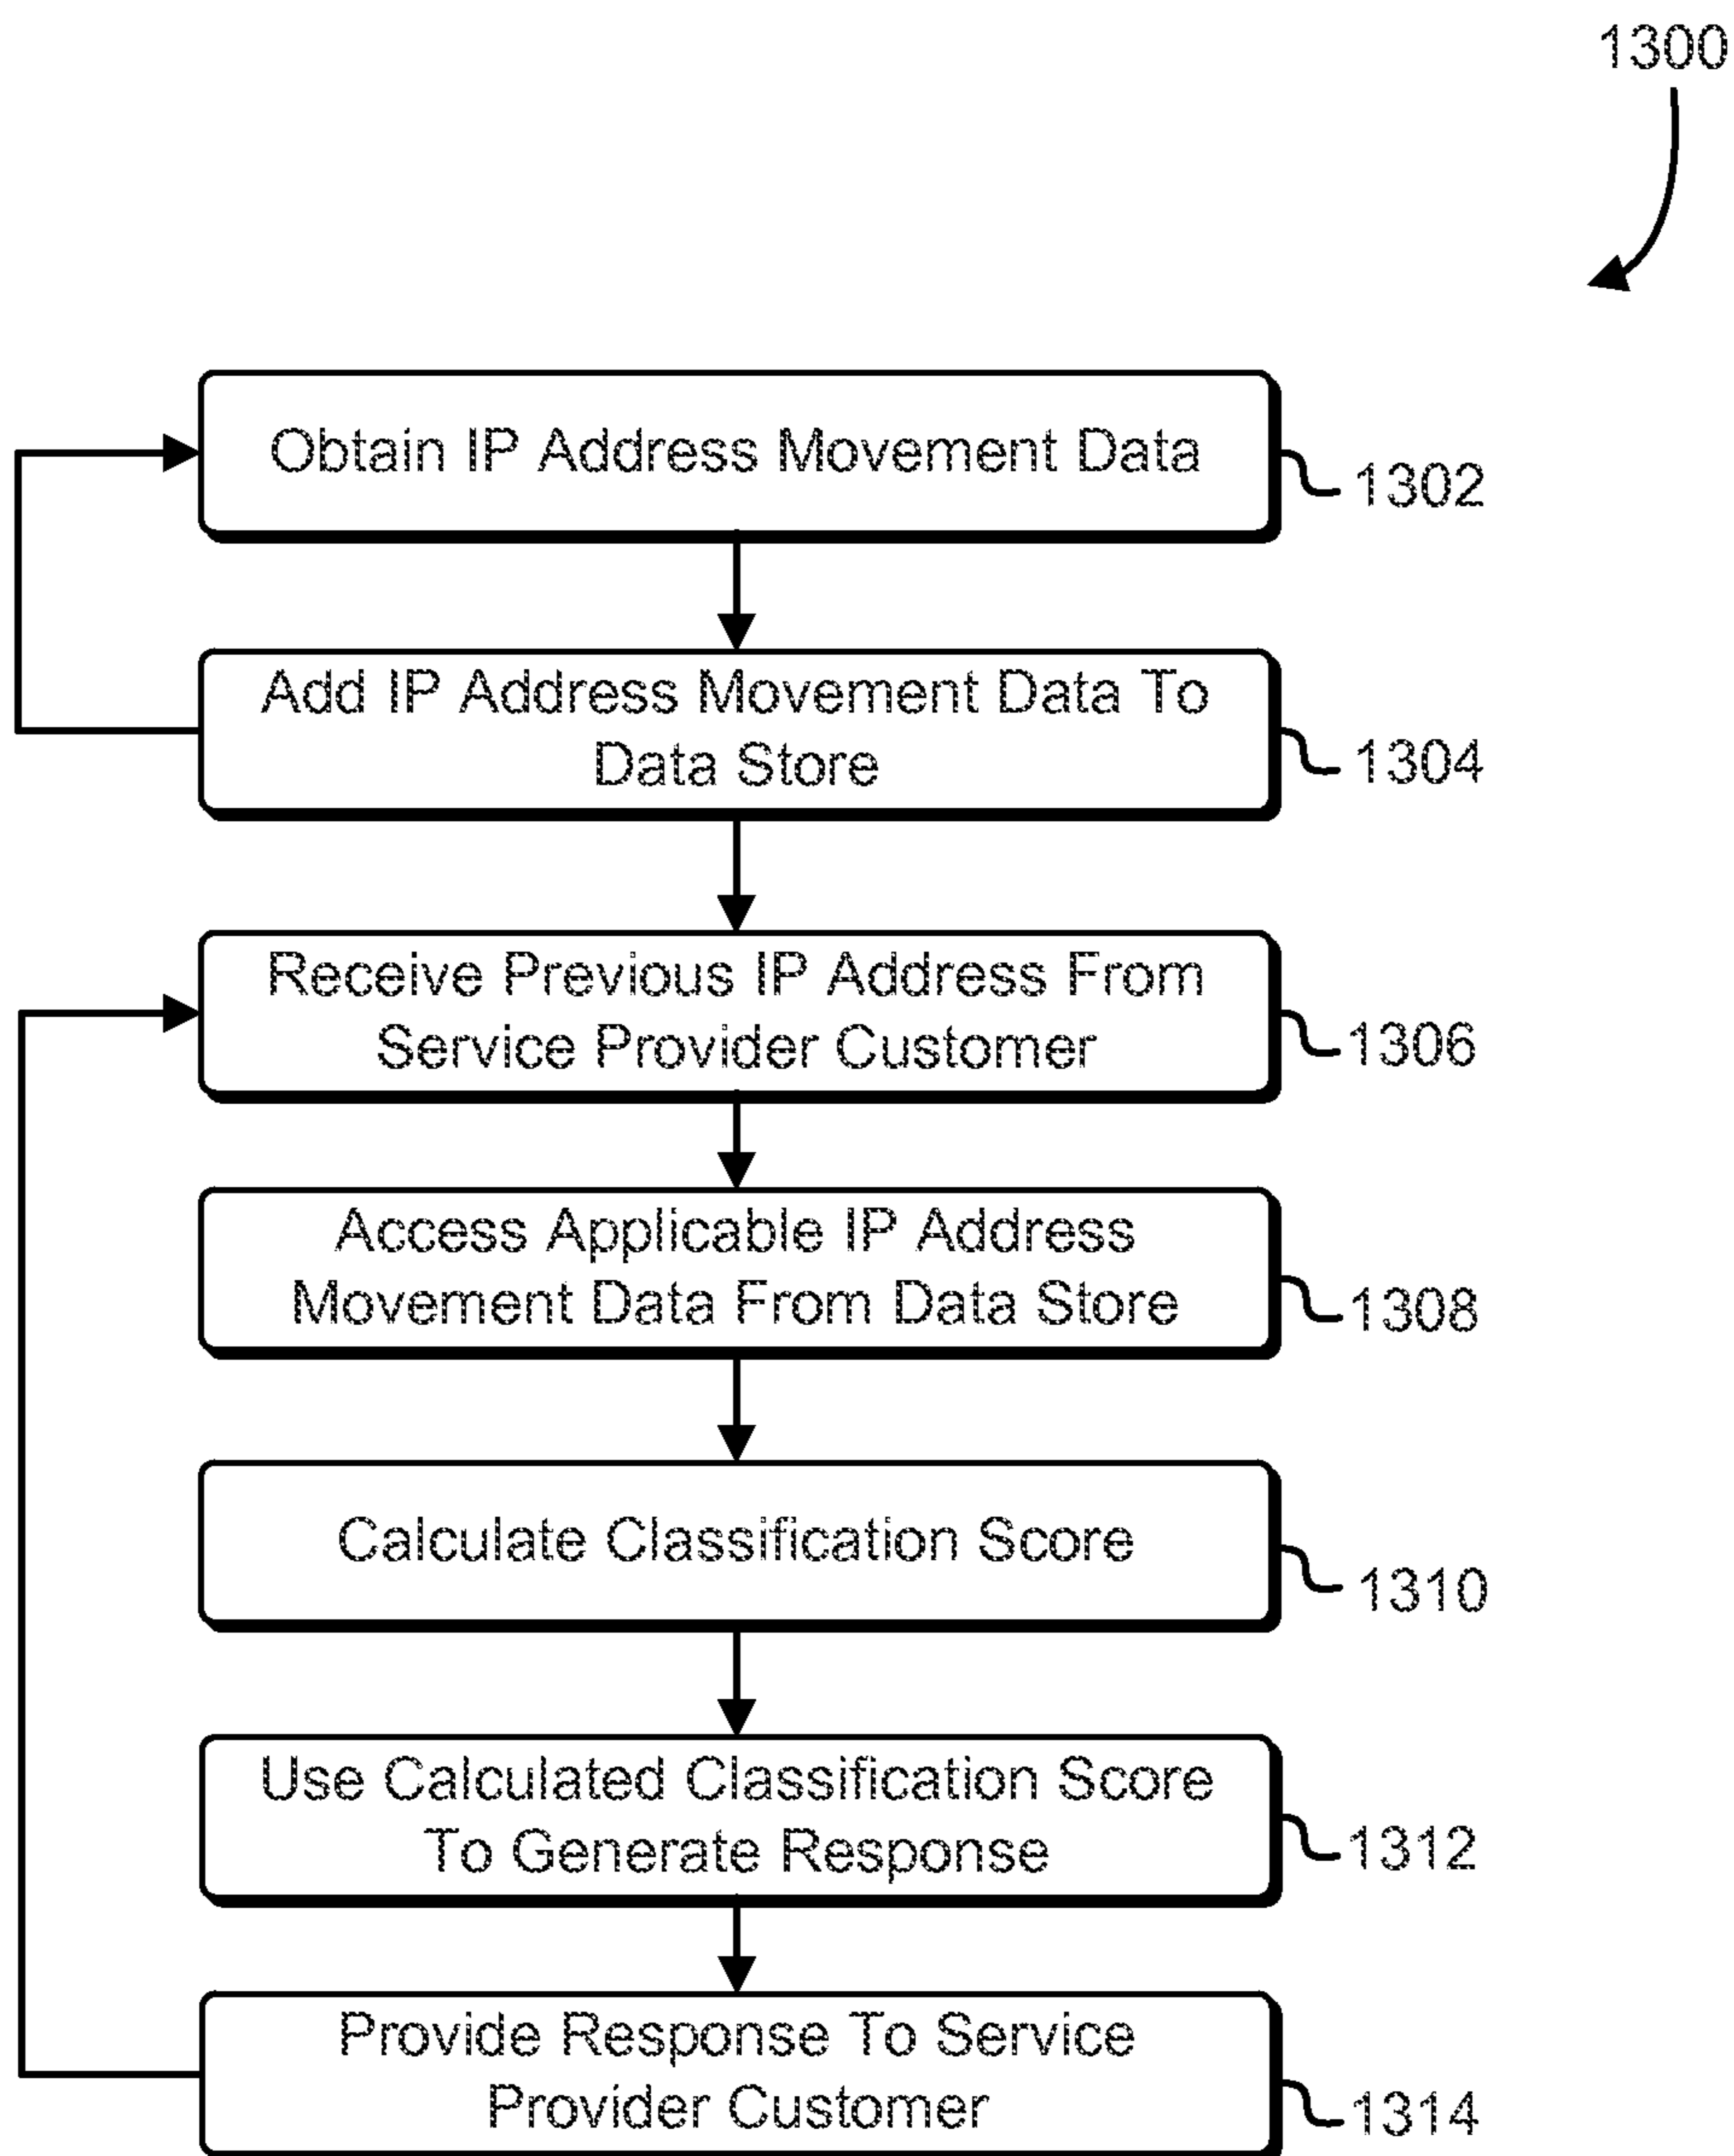 1300
Obtain IP Address Movement Data
1302
Add IP Address Movement Data To
Data Store
1304
Receive Previous IP Address From
Service Provider Customer
1306
Access Applicable IP Address
Movement Data From Data Store
1308
Calculate Classification Score
1310
Use Calculated Classification Score
To Generate Response
1312
Provide Response To Service
Provider Customer
1314